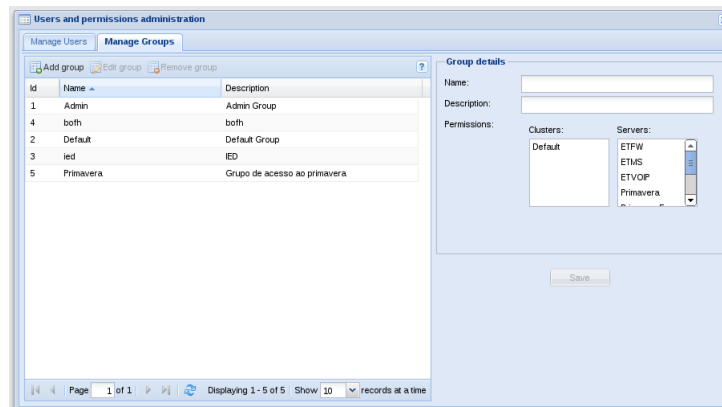 Users and permissions administration
Manage Users Manage Groups
Add group Edit group Remove group ?
Id Name Description
1 Admin Admin Group
4 bofh bofh
2 Default Default Group
3 ied IED
5 Primavera Grupo de acesso ao primavera
Page 1 of 1 Displaying 1 - 5 of 5 Show 10 records at a time
Group details
Name:
Description:
Permissions:
Clusters: Servers:
Default ETFW
ETMS
ETVOIP
Primavera
Save